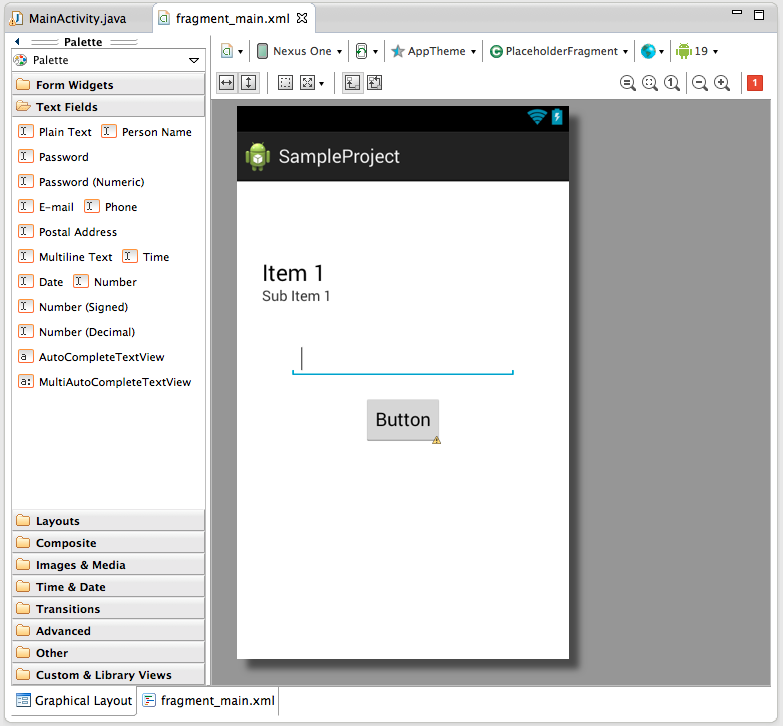 MainActivity.java
fragment_main.xml
Palette
Palette
Form Widgets
Text Fields
Plain Text
Person Name
Password
Password (Numeric)
E-mail
Phone
Postal Address
Multiline Text
Time
Date
Number
Number (Signed)
Number (Decimal)
AutoCompleteTextView
MultiAutoCompleteTextView
Layouts
Composite
Images & Media
Time & Date
Transitions
Advanced
Other
Custom & Library Views
Nexus One
AppTheme
PlaceholderFragment
19
1
1
SampleProject
Item 1
Sub Item 1
Button
Graphical Layout
fragment_main.xml